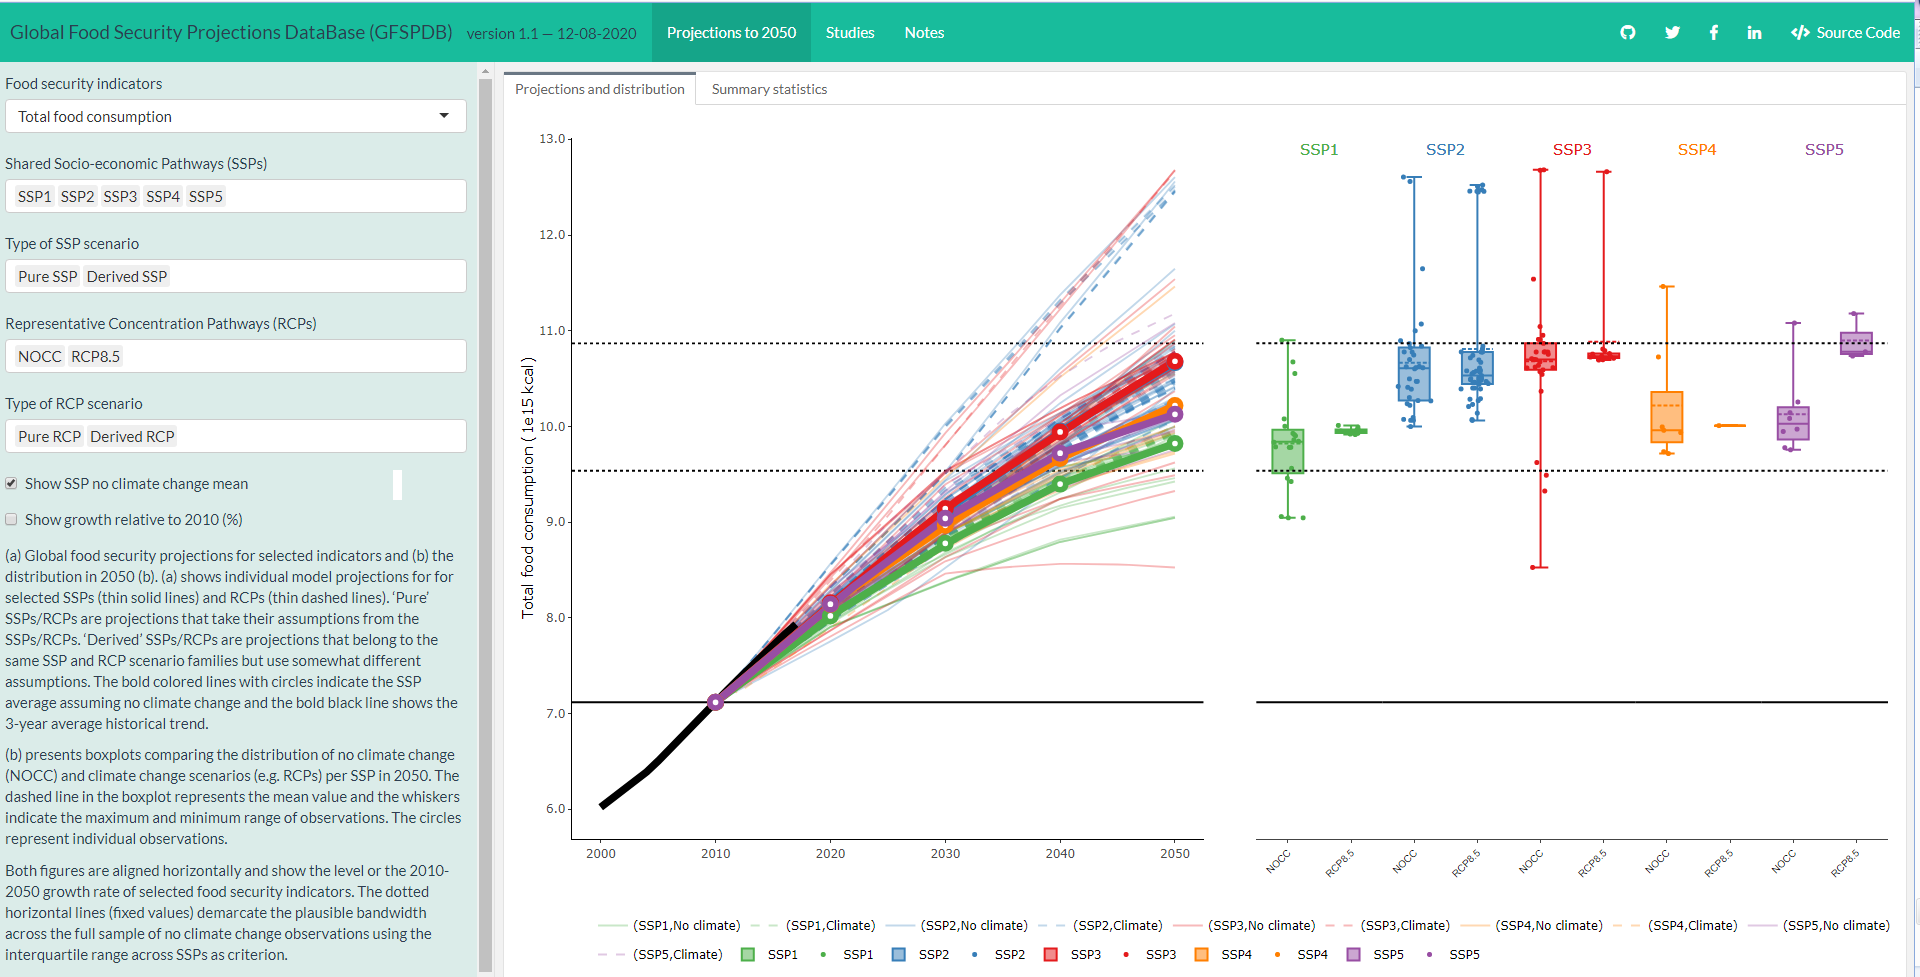 Global Food Security Projections DataBase (GFSPDB) version 1.1 — 12-08-2020 Projections to 2050 Studies Notes Source Code
Food security indicators
Total food consumption
Shared Socio-economic Pathways (SSPs)
SSP1 SSP2 SSP3 SSP4 SSP5
Type of SSP scenario
Pure SSP Derived SSP
Representative Concentration Pathways (RCPs)
NOCC RCP8.5
Type of RCP scenario
Pure RCP Derived RCP
Show SSP no climate change mean
Show growth relative to 2010 (%)
(a) Global food security projections for selected indicators and (b) the
distribution in 2050 (b). (a) shows individual model projections for for
selected SSPs (thin solid lines) and RCPs (thin dashed lines). ‘Pure’
SSPs/RCPs are projections that take their assumptions from the
SSPs/RCPs. ‘Derived’ SSPs/RCPs are projections that belong to the
same SSP and RCP scenario families but use somewhat different
assumptions. The bold colored lines with circles indicate the SSP
average assuming no climate change and the bold black line shows the
3-year average historical trend.
(b) presents boxplots comparing the distribution of no climate change
(NOCC) and climate change scenarios (e.g. RCPs) per SSP in 2050. The
dashed line in the boxplot represents the mean value and the whiskers
indicate the maximum and minimum range of observations. The circles
represent individual observations.
Both figures are aligned horizontally and show the level or the 2010-
2050 growth rate of selected food security indicators. The dotted
horizontal lines (fixed values) demarcate the plausible bandwidth
across the full sample of no climate change observations using the
interquartile range across SSPs as criterion.
Projections and distribution Summary statistics
Total food consumption (1e15 kcal)
13.0
12.0
11.0
10.0
9.0
8.0
7.0
6.0
2000 2010 2020 2030 2040 2050
SSP1 SSP2 SSP3 SSP4 SSP5
NOCC RCP8.5 NOCC RCP8.5 NOCC RCP8.5 NOCC RCP8.5 NOCC RCP8.5
(SSP1,No climate) (SSP1,Climate) (SSP2,No climate) (SSP2,Climate) (SSP3,No climate) (SSP3,Climate) (SSP4,No climate) (SSP4,Climate) (SSP5,No climate)
(SSP5,Climate) SSP1 SSP1 SSP2 SSP2 SSP3 SSP3 SSP4 SSP4 SSP5 SSP5